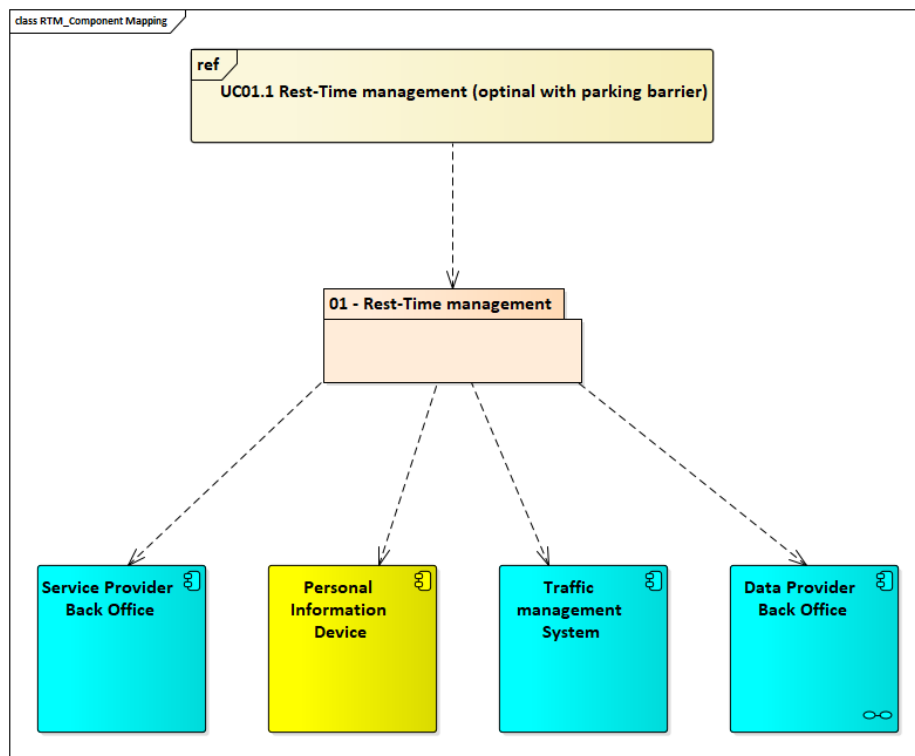 class RTM_Component Mapping
ref
UC01.1 Rest-Time management (optinal with parking barrier)
01 - Rest-Time management
Service Provider
Back Office
Personal
Information
Device
Traffic
management
System
Data Provider
Back Office